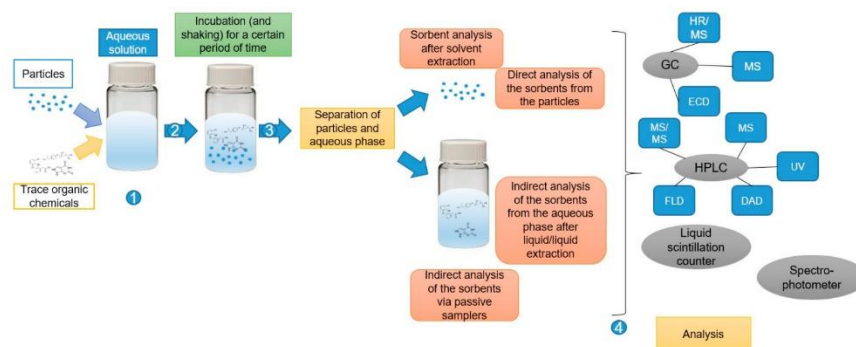 Incubation (and
shaking) for a certain
period of time
Aqueous
solution
Particles
Trace organic
chemicals
1
2
3
Separation of
particles and
aqueous phase
Sorbent analysis
after solvent
extraction
Direct analysis of
the sorbents from
the particles
Indirect analysis
of the sorbents
from the aqueous
phase after
liquid/liquid
extraction
Indirect analysis
of the sorbents
via passive
samplers
4
HR/
MS
GC
MS
ECD
MS/
MS
MS
HPLC
UV
FLD
DAD
Liquid
scintillation
counter
Spectro-
photometer
Analysis